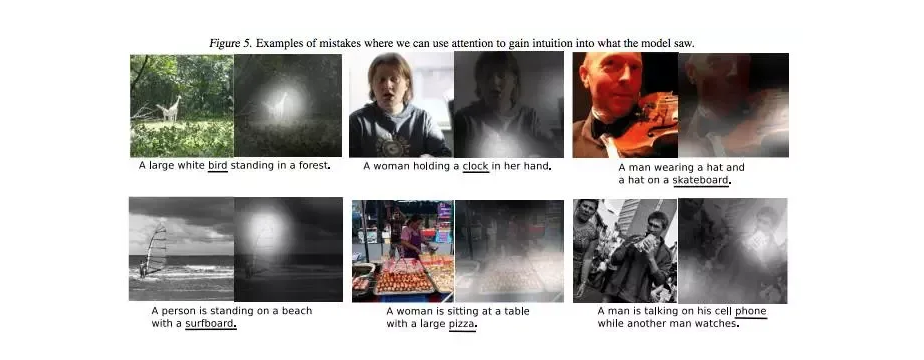 Figure 5. Examples of mistakes where we can use attention to gain intuition into what the model saw.
A large white bird standing in a forest.
A woman holding a clock in her hand.
A man wearing a hat and
a hat on a skateboard.
A person is standing on a beach
with a surfboard.
A woman is sitting at a table
with a large pizza.
A man is talking on his cell phone
while another man watches.